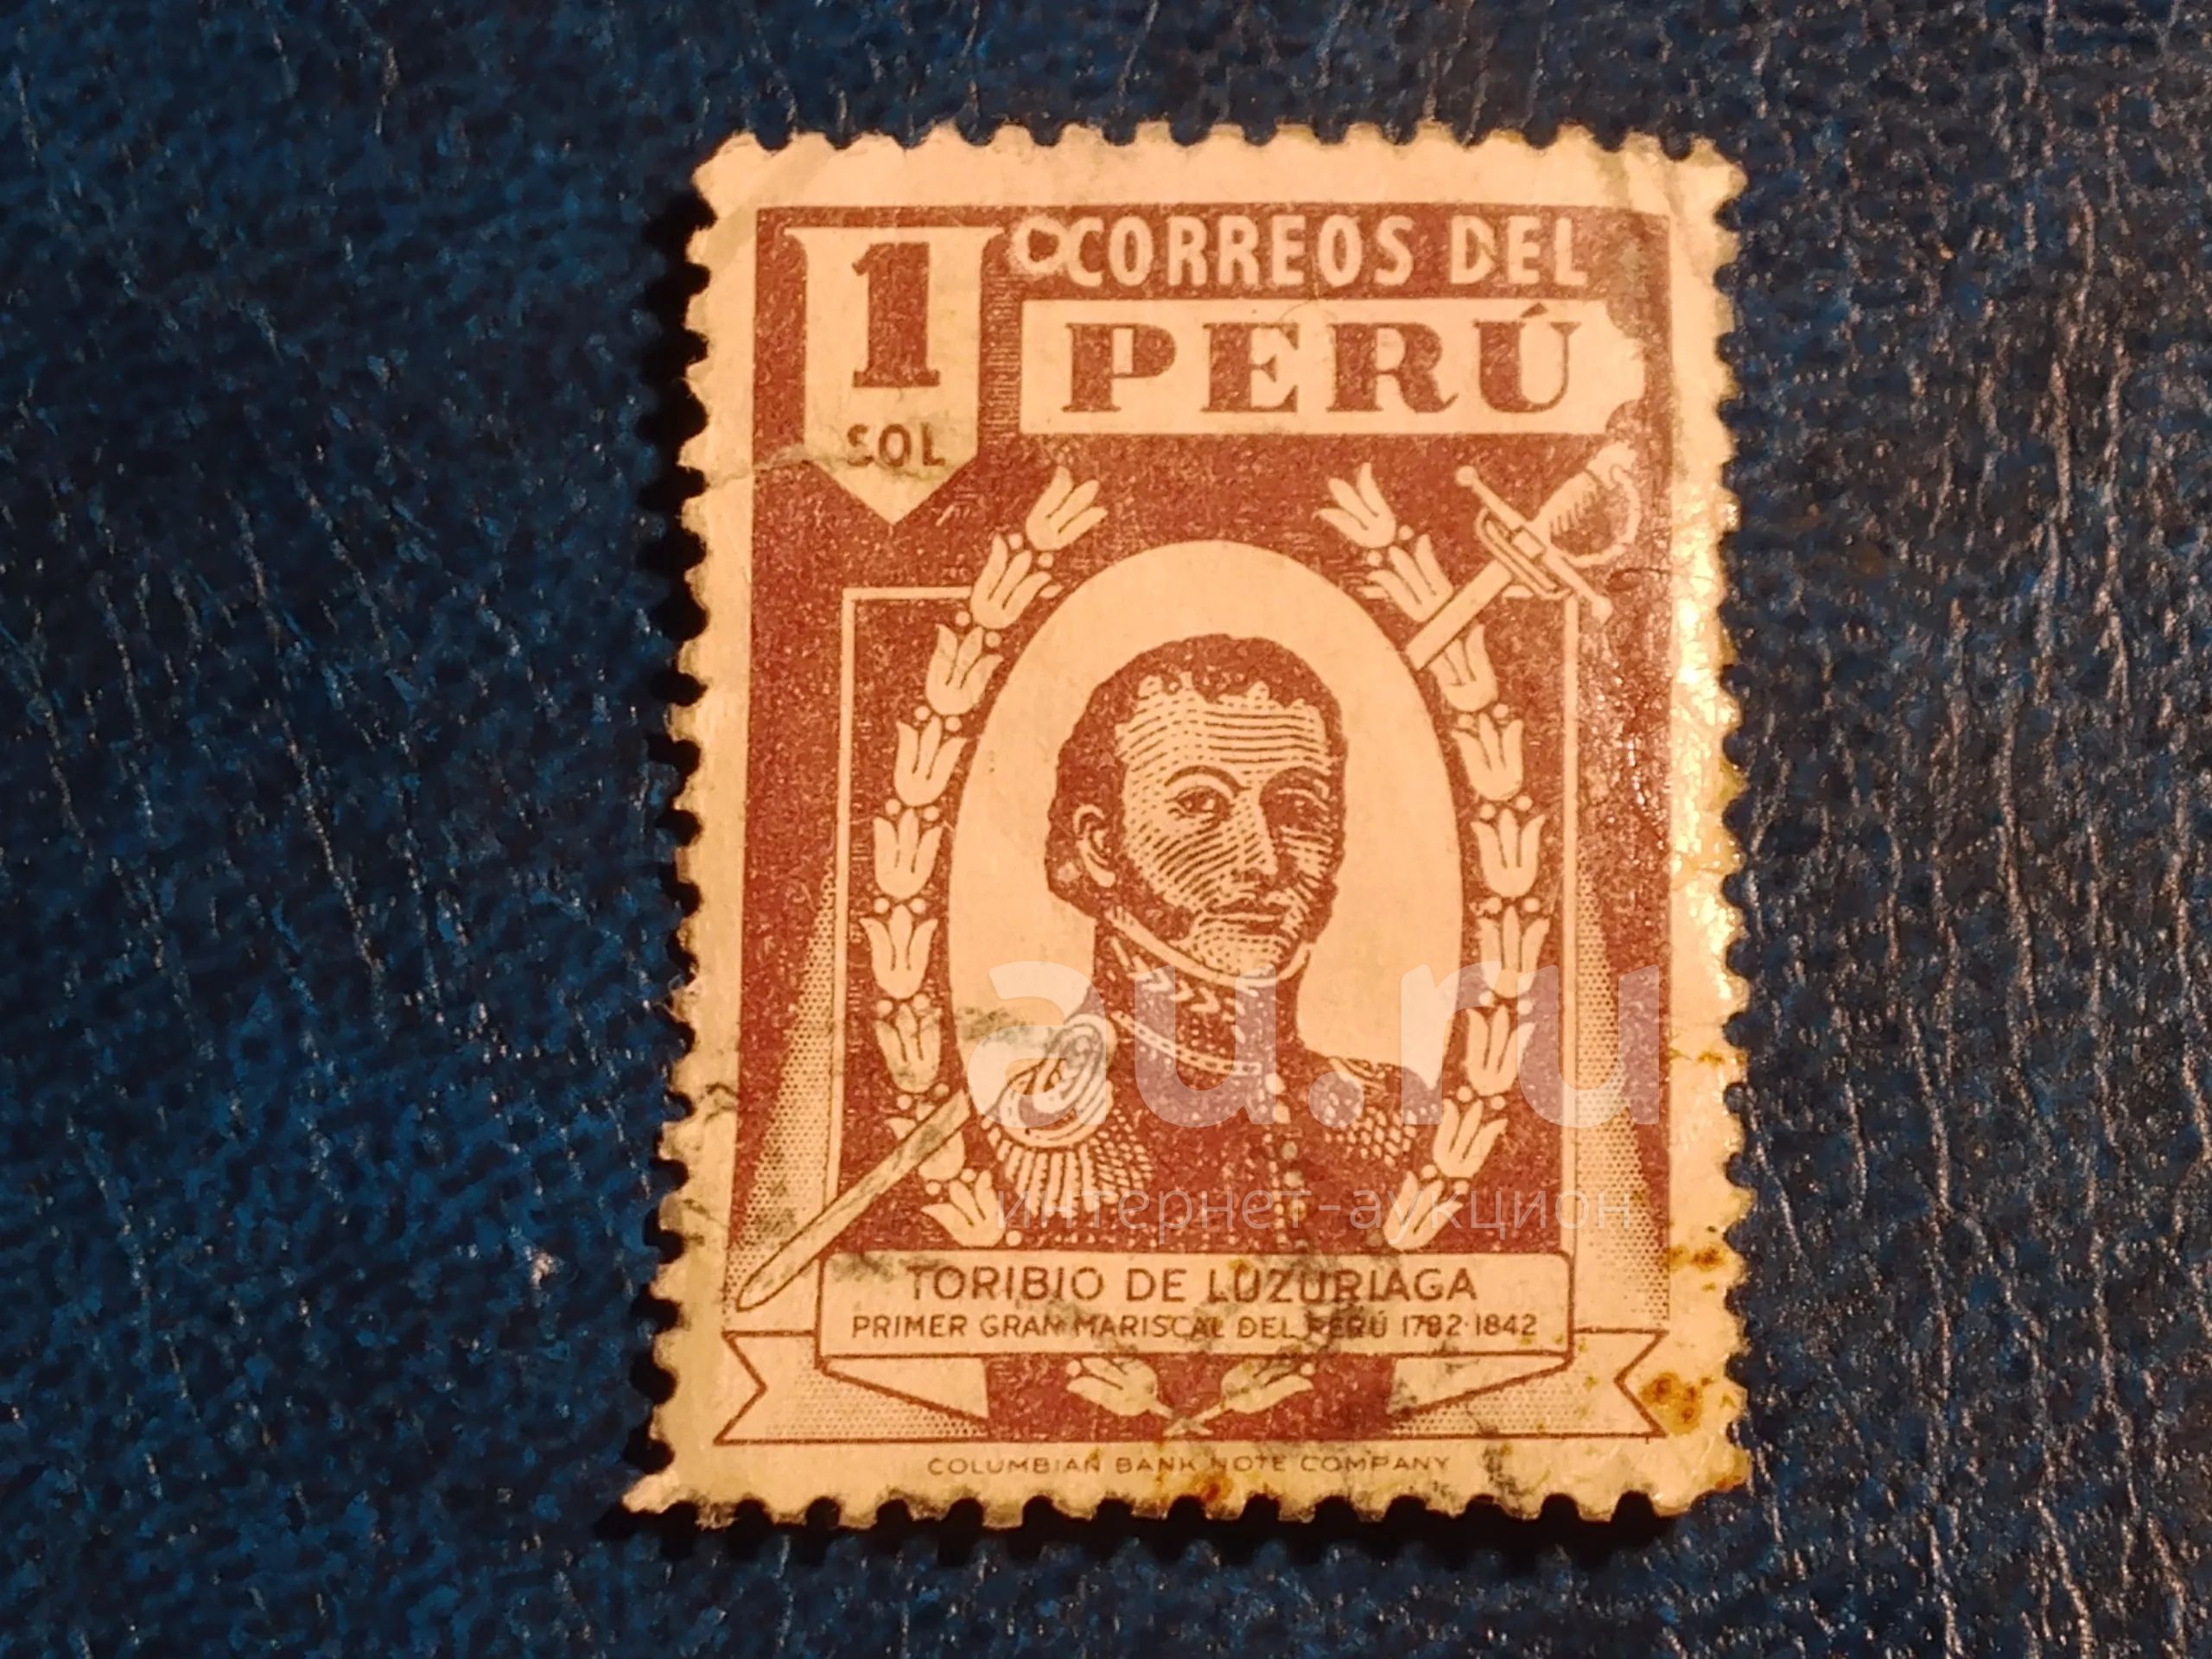 1
SOL
CORREOS DEL
PERÚ
au.ru
интернет-аукцион
TORIBIO DE LUZURIAGA
PRIMER GRAN MARISCAL DEL PERÚ 1782·1842
COLUMBIAN BANK NOTE COMPANY